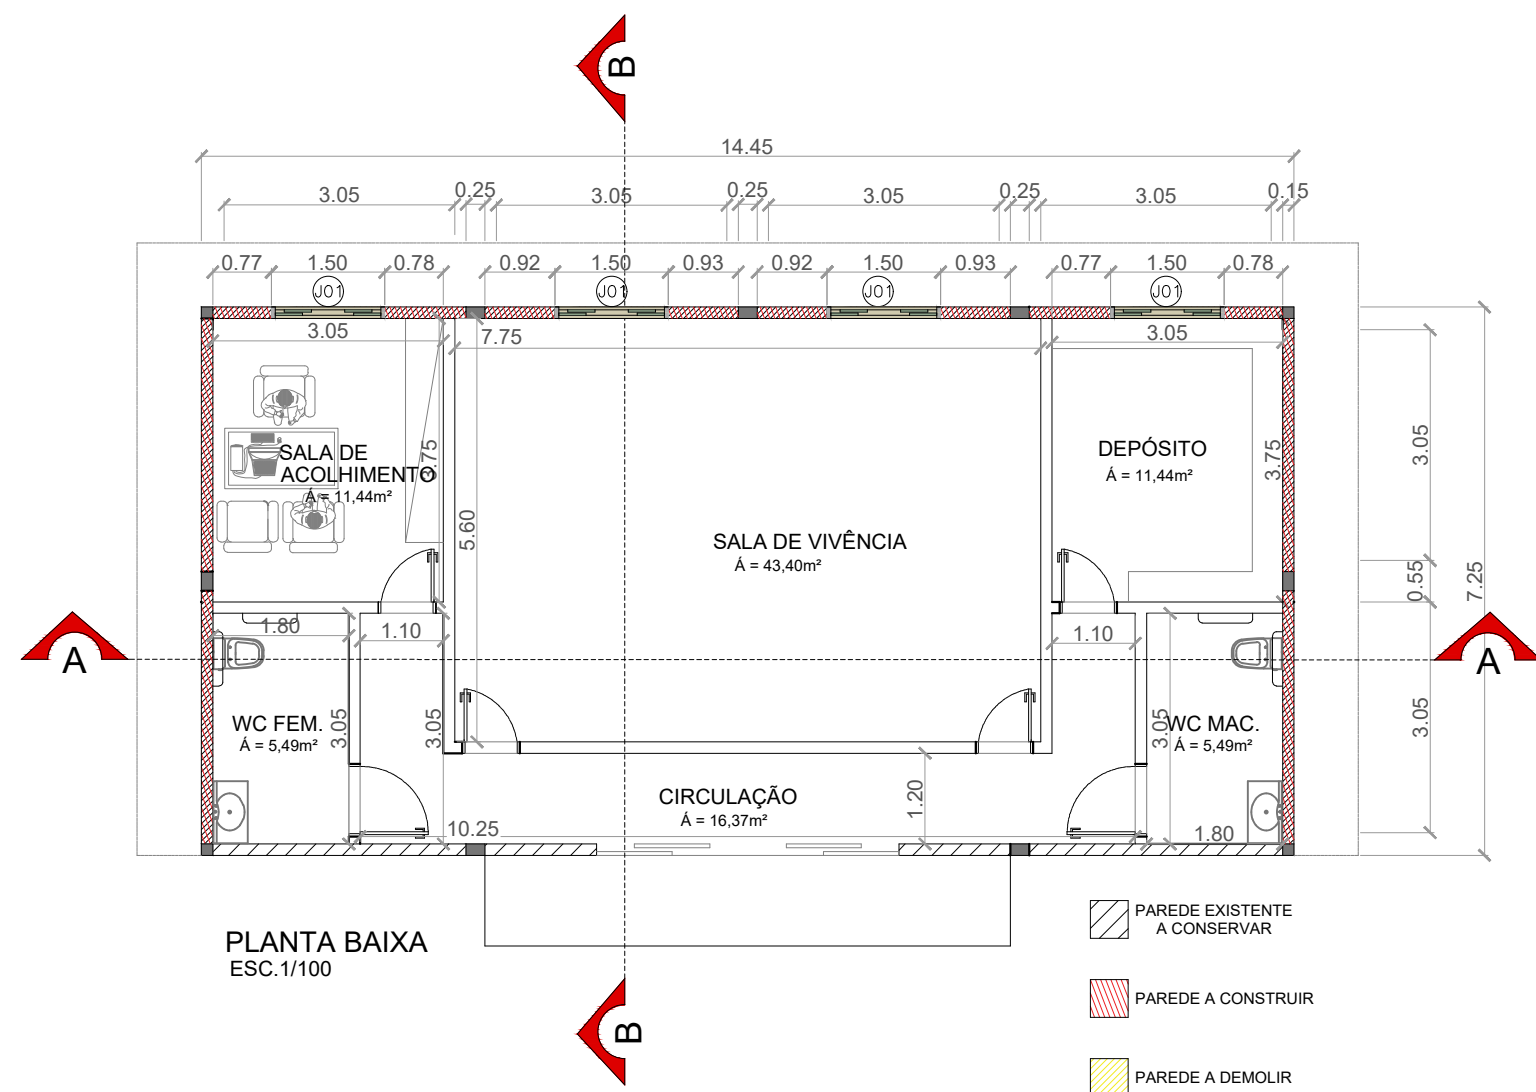 B
14.45
3.05 0.25 3.05 0.25 3.05 0.25 3.05 0.15
0.77 1.50 0.78 0.92 1.50 0.93 0.92 1.50 0.93 0.77 1.50 0.78
J01 J01 J01 J01
3.05 7.75 3.05
SALA DE
ACOLHIMENTO
Á = 11,44m²
3.75
5.60
SALA DE VIVÊNCIA
Á = 43,40m²
DEPÓSITO
Á = 11,44m²
3.75
3.05
0.55
7.25
3.05
A
1.80 1.10 1.10
A
WC FEM.
Á = 5,49m²
3.05
3.05
3.05
WC MAC.
Á = 5,49m²
CIRCULAÇÃO
Á = 16,37m²
1.20
10.25
1.80
PLANTA BAIXA
ESC.1/100
PAREDE EXISTENTE
A CONSERVAR
PAREDE A CONSTRUIR
PAREDE A DEMOLIR
B